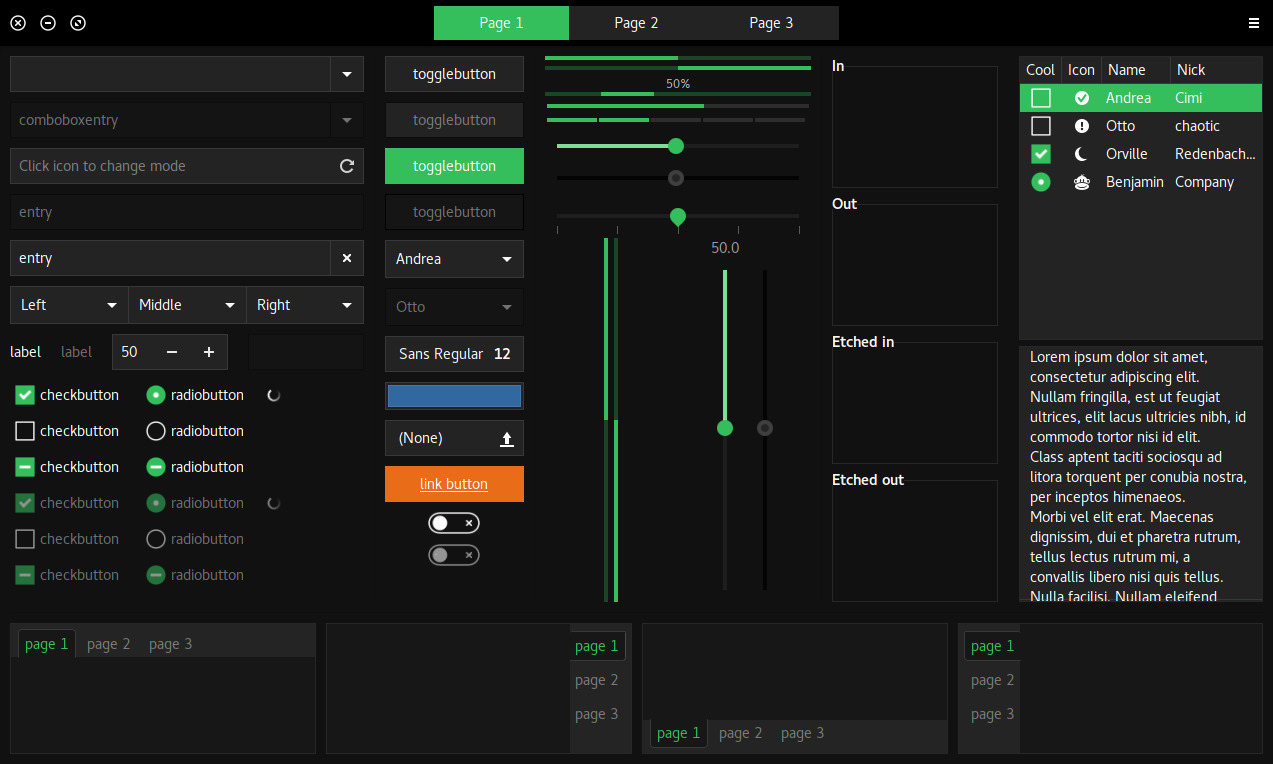 Page 1
Page 2
Page 3
comboboxentry
Click icon to change mode
entry
entry
Left
Middle
Right
label
label
50
checkbutton
radiobutton
checkbutton
radiobutton
checkbutton
radiobutton
checkbutton
radiobutton
checkbutton
radiobutton
checkbutton
radiobutton
togglebutton
togglebutton
togglebutton
togglebutton
Andrea
Otto
Sans Regular 12
(None)
link button
50%
50.0
In
Out
Etched in
Etched out
Cool Icon Name Nick
Andrea Cimi
Otto chaotic
Orville Redenbach...
Benjamin Company
Lorem ipsum dolor sit amet,
consectetur adipiscing elit.
Nullam fringilla, est ut feugiat
ultrices, elit lacus ultricies nibh, id
commodo tortor nisi id elit.
Class aptent taciti sociosqu ad
litora torquent per conubia nostra,
per inceptos himenaeos.
Morbi vel elit erat. Maecenas
dignissim, dui et pharetra rutrum,
tellus lectus rutrum mi, a
convallis libero nisi quis tellus.
Nulla facilisi. Nullam eleifend
page 1 page 2 page 3
page 1
page 2
page 3
page 1 page 2 page 3
page 1
page 2
page 3